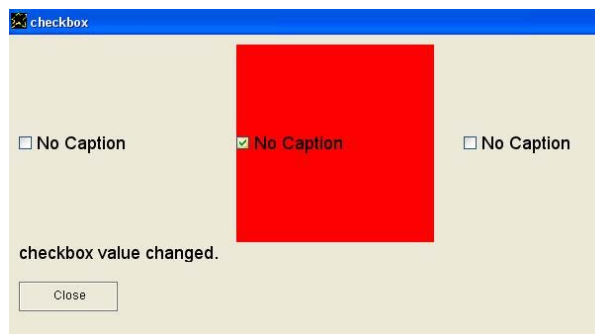 checkbox
No Caption No Caption No Caption
checkbox value changed.
Close